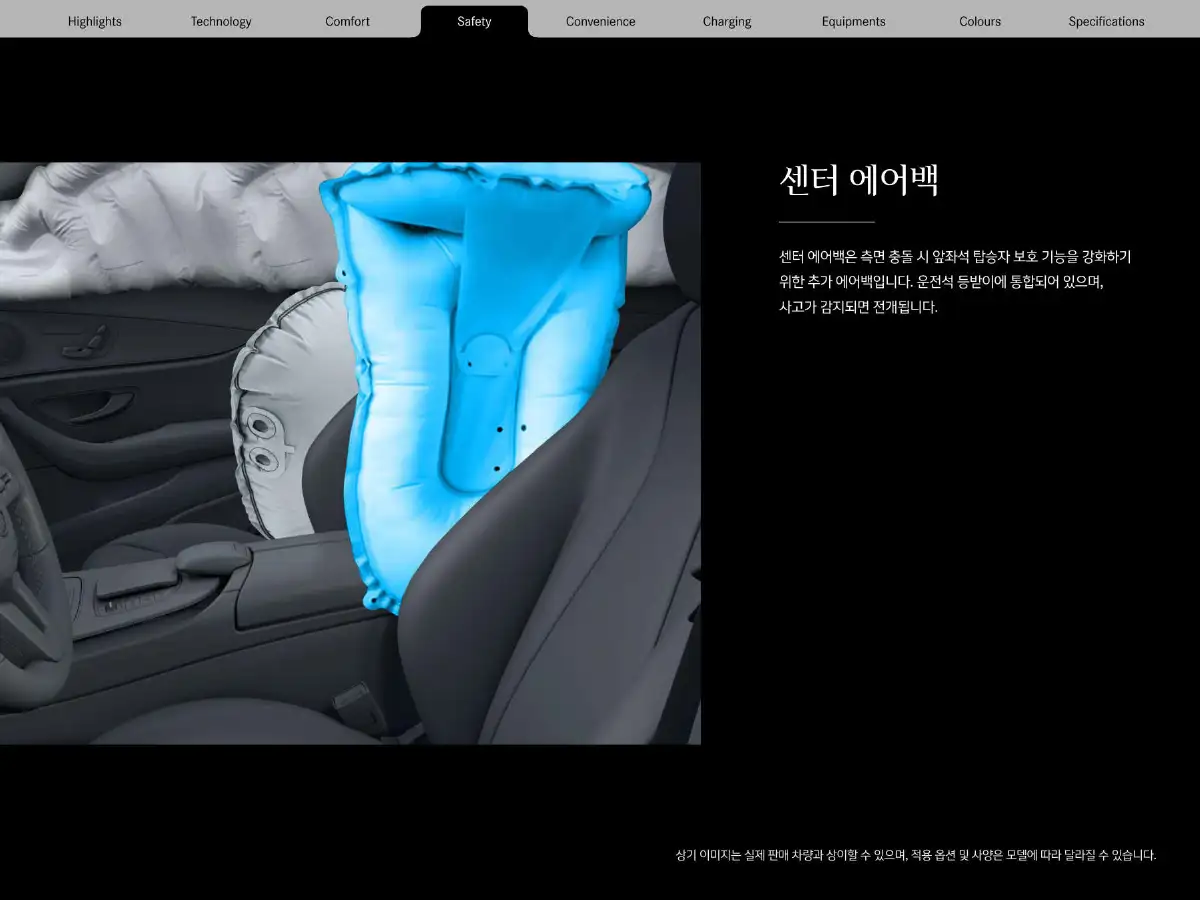 Highlights
Technology
Comfort
Safety
Convenience
Charging
Equipments
Colours
Specifications
센터 에어백
센터 에어백은 측면 충돌 시 앞좌석 탑승자 보호 기능을 강화하기
위한 추가 에어백입니다. 운전석 등받이에 통합되어 있으며,
사고가 감지되면 전개됩니다.
상기 이미지는 실제 판매 차량과 상이할 수 있으며, 적용 옵션 및 사양은 모델에 따라 달라질 수 있습니다.